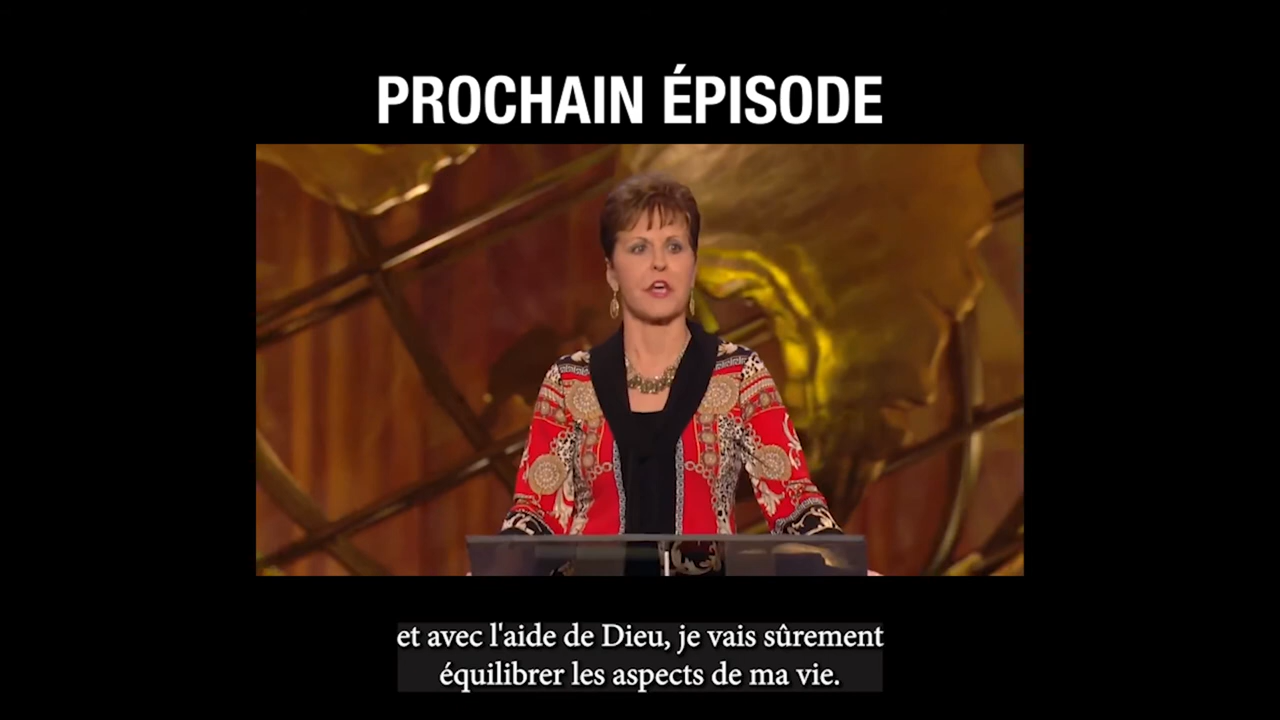 PROCHAIN ÉPISODE
et avec l'aide de Dieu, je vais sûrement
équilibrer les aspects de ma vie.